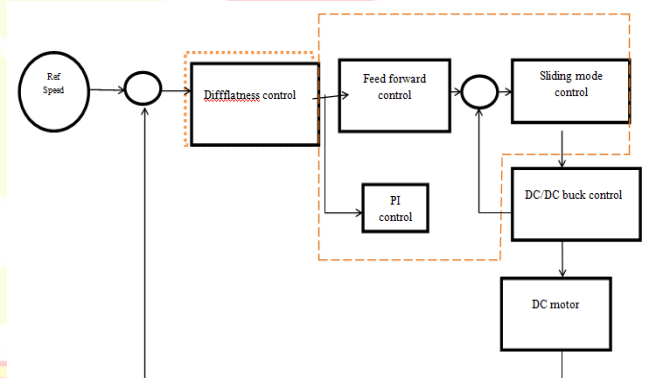 Ref
Speed
Diffflatness control
Feed forward
control
Sliding mode
control
PI
control
DC/DC buck control
DC motor